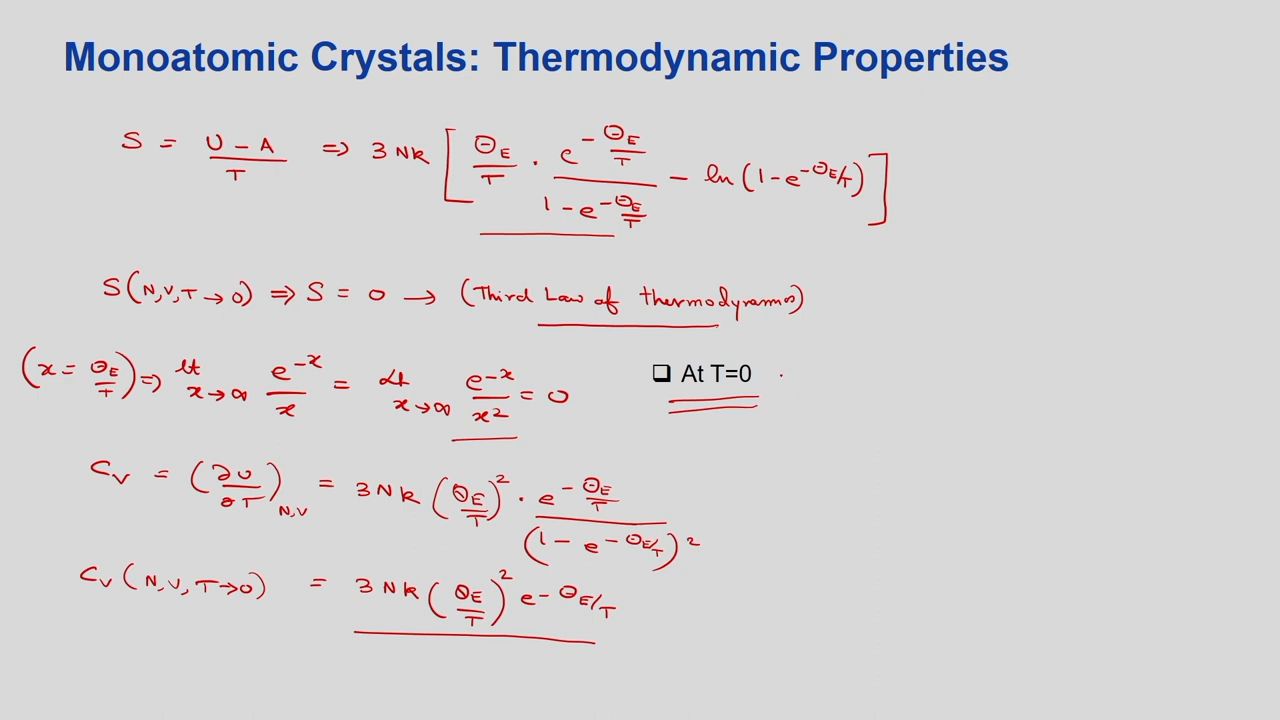 Monoatomic Crystals: Thermodynamic Properties
S = (U - A)/T ⇒ 3Nk [ Θ_E/T · e^(-Θ_E/T)/(1 - e^(-Θ_E/T)) - ln(1 - e^(-Θ_E/T)) ]
S(N,V,T→0) ⇒ S = 0 → (Third Law of thermodynamos)
(x = Θ_E/T) ⇒ lt x→∞ e^(-x)/x = Lt x→∞ e^(-x)/x² = 0
❑ At T=0
C_V = (∂U/∂T)_N,V = 3Nk (Θ_E/T)² · e^(-Θ_E/T)/(1 - e^(-Θ_E/T))²
C_V(N,V,T→0) = 3Nk (Θ_E/T)² e^(-Θ_E/T)